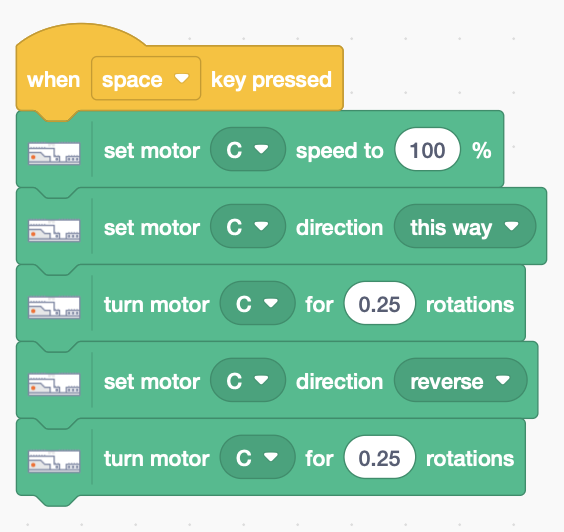 when space key pressed
set motor C speed to 100 %
set motor C direction this way
turn motor C for 0.25 rotations
set motor C direction reverse
turn motor C for 0.25 rotations